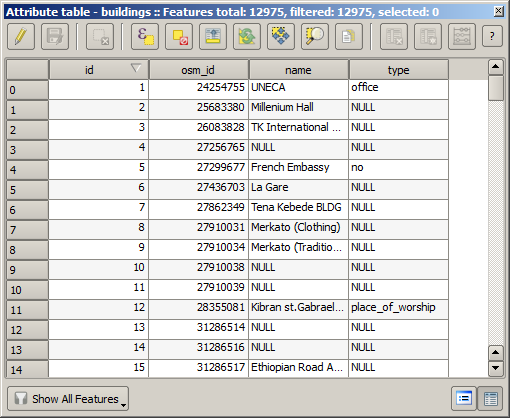 Attribute table - buildings :: Features total: 12975, filtered: 12975, selected: 0
ε ?
id osm_id name type
0 1 24254755 UNECA office
1 2 25683380 Millenium Hall NULL
2 3 26083828 TK International ... NULL
3 4 27256765 NULL NULL
4 5 27299677 French Embassy no
5 6 27436703 La Gare NULL
6 7 27862349 Tena Kebede BLDG NULL
7 8 27910031 Merkato (Clothing) NULL
8 9 27910034 Merkato (Traditio... NULL
9 10 27910038 NULL NULL
10 11 27910039 NULL NULL
11 12 28355081 Kibran st.Gabrael... place_of_worship
12 13 31286514 NULL NULL
13 14 31286516 NULL NULL
14 15 31286517 Ethiopian Road A... NULL
Show All Features